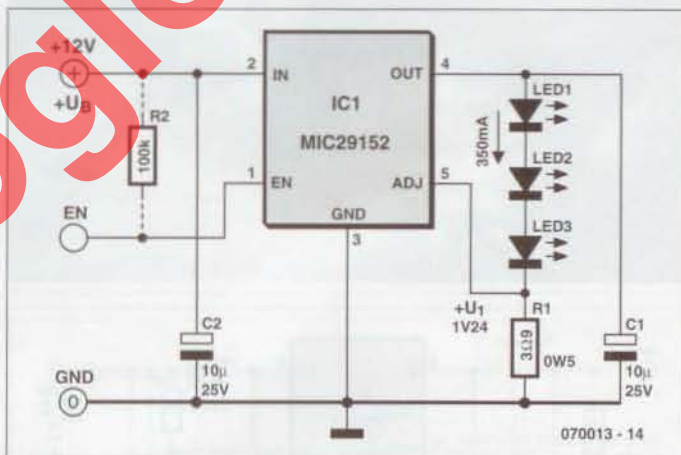 +12V
+
+UB
R2
100k
EN
GND
0
2
IN
OUT
4
IC1
MIC29152
1
EN
ADJ
5
GND
3
C2
10µ
25V
350mA
LED1
LED2
LED3
+U1
1V24
R1
3Ω9
0W5
C1
10µ
25V
070013 - 14